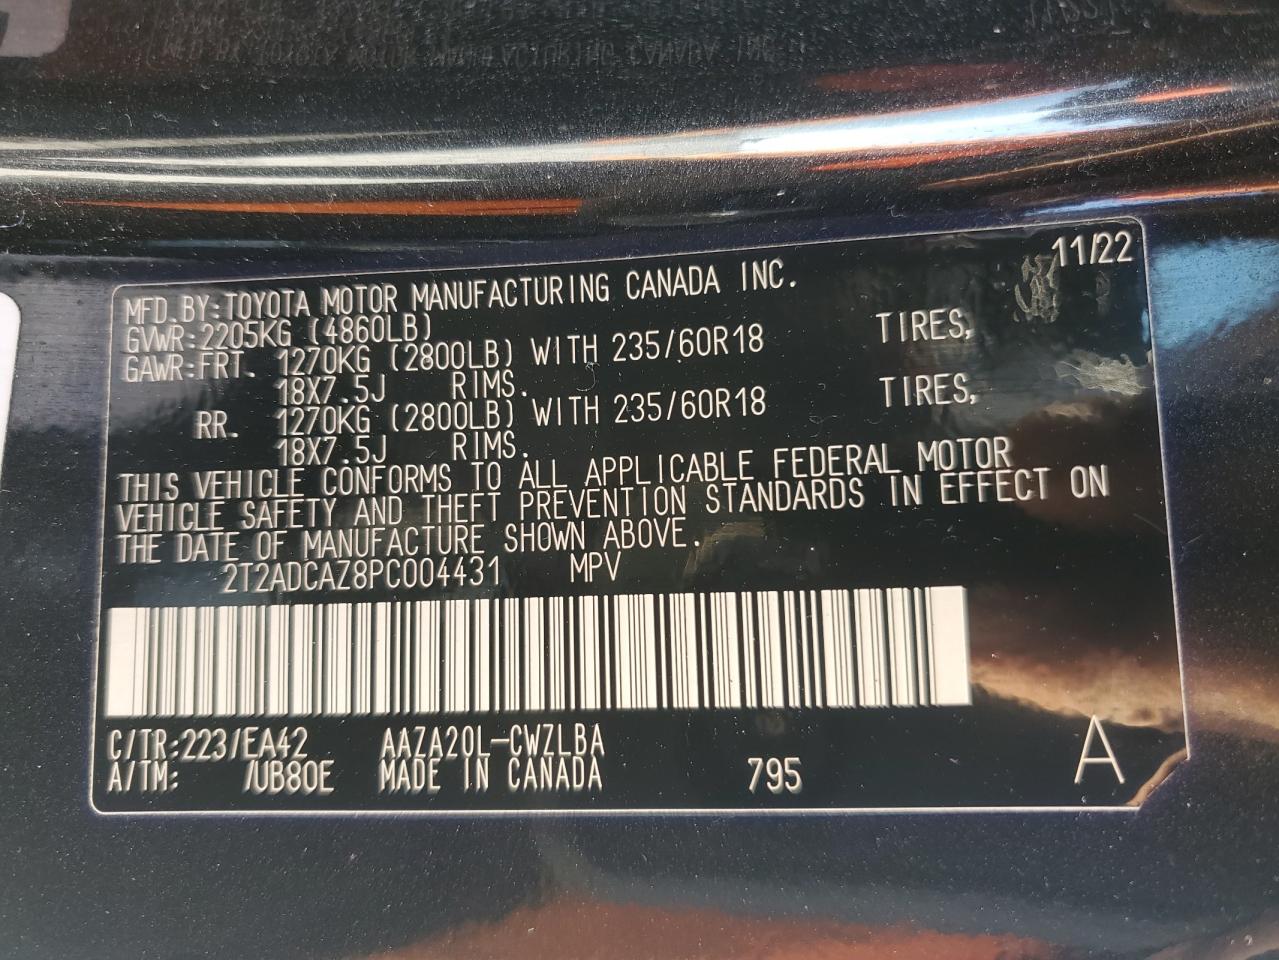 11/22
MFD.BY:TOYOTA MOTOR MANUFACTURING CANADA INC.
GVWR:2205KG (4860LB)
GAWR:FRT. 1270KG (2800LB) WITH 235/60R18 TIRES,
18X7.5J RIMS.
RR. 1270KG (2800LB) WITH 235/60R18 TIRES,
18X7.5J RIMS.
THIS VEHICLE CONFORMS TO ALL APPLICABLE FEDERAL MOTOR
VEHICLE SAFETY AND THEFT PREVENTION STANDARDS IN EFFECT ON
THE DATE OF MANUFACTURE SHOWN ABOVE.
2T2ADCAZ8PC004431 MPV
C/TR:223/EA42 AAZA20L-CWZLBA
A/TM: /UB80E MADE IN CANADA 795 A